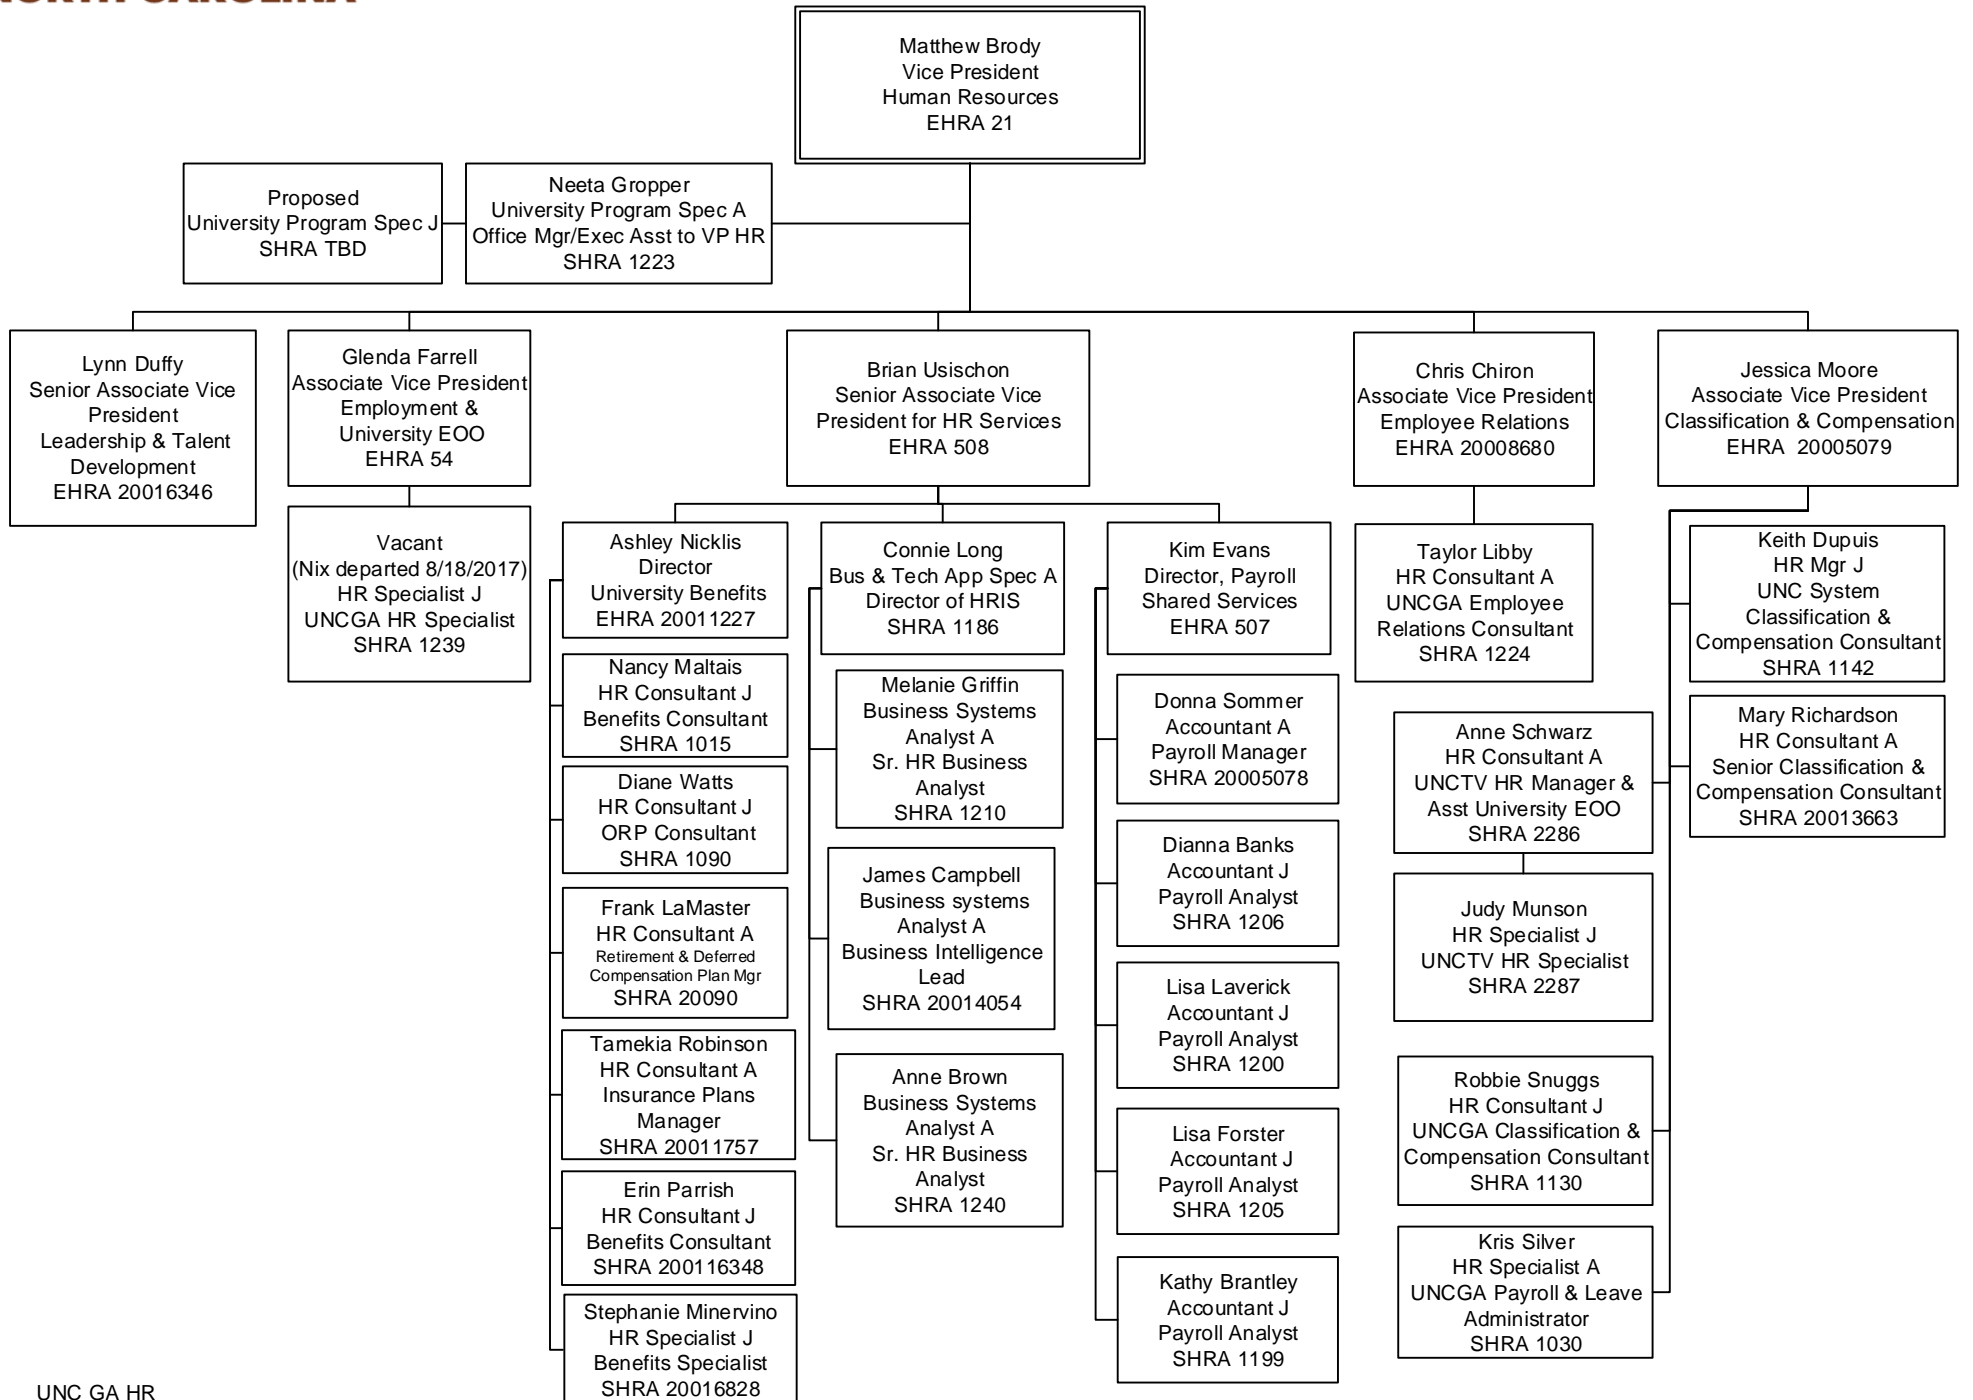 NORTH CAROLINA
Matthew Brody
Vice President
Human Resources
EHRA 21
Proposed
University Program Spec J
SHRA TBD
Neeta Gropper
University Program Spec A
Office Mgr/Exec Asst to VP HR
SHRA 1223
Lynn Duffy
Senior Associate Vice
President
Leadership & Talent
Development
EHRA 20016346
Glenda Farrell
Associate Vice President
Employment &
University EOO
EHRA 54
Brian Usischon
Senior Associate Vice
President for HR Services
EHRA 508
Chris Chiron
Associate Vice President
Employee Relations
EHRA 20008680
Jessica Moore
Associate Vice President
Classification & Compensation
EHRA  20005079
Vacant
(Nix departed 8/18/2017)
HR Specialist J
UNCGA HR Specialist
SHRA 1239
Ashley Nicklis
Director
University Benefits
EHRA 20011227
Nancy Maltais
HR Consultant J
Benefits Consultant
SHRA 1015
Diane Watts
HR Consultant J
ORP Consultant
SHRA 1090
Frank LaMaster
HR Consultant A
Retirement & Deferred
Compensation Plan Mgr
SHRA 20090
Tamekia Robinson
HR Consultant A
Insurance Plans
Manager
SHRA 20011757
Erin Parrish
HR Consultant J
Benefits Consultant
SHRA 200116348
Stephanie Minervino
HR Specialist J
Benefits Specialist
SHRA 20016828
Connie Long
Bus & Tech App Spec A
Director of HRIS
SHRA 1186
Melanie Griffin
Business Systems
Analyst A
Sr. HR Business
Analyst
SHRA 1210
James Campbell
Business systems
Analyst A
Business Intelligence
Lead
SHRA 20014054
Anne Brown
Business Systems
Analyst A
Sr. HR Business
Analyst
SHRA 1240
Kim Evans
Director, Payroll
Shared Services
EHRA 507
Donna Sommer
Accountant A
Payroll Manager
SHRA 20005078
Dianna Banks
Accountant J
Payroll Analyst
SHRA 1206
Lisa Laverick
Accountant J
Payroll Analyst
SHRA 1200
Lisa Forster
Accountant J
Payroll Analyst
SHRA 1205
Kathy Brantley
Accountant J
Payroll Analyst
SHRA 1199
Taylor Libby
HR Consultant A
UNCGA Employee
Relations Consultant
SHRA 1224
Keith Dupuis
HR Mgr J
UNC System
Classification &
Compensation Consultant
SHRA 1142
Mary Richardson
HR Consultant A
Senior Classification &
Compensation Consultant
SHRA 20013663
Anne Schwarz
HR Consultant A
UNCTV HR Manager &
Asst University EOO
SHRA 2286
Judy Munson
HR Specialist J
UNCTV HR Specialist
SHRA 2287
Robbie Snuggs
HR Consultant J
UNCGA Classification &
Compensation Consultant
SHRA 1130
Kris Silver
HR Specialist A
UNCGA Payroll & Leave
Administrator
SHRA 1030
UNC GA HR